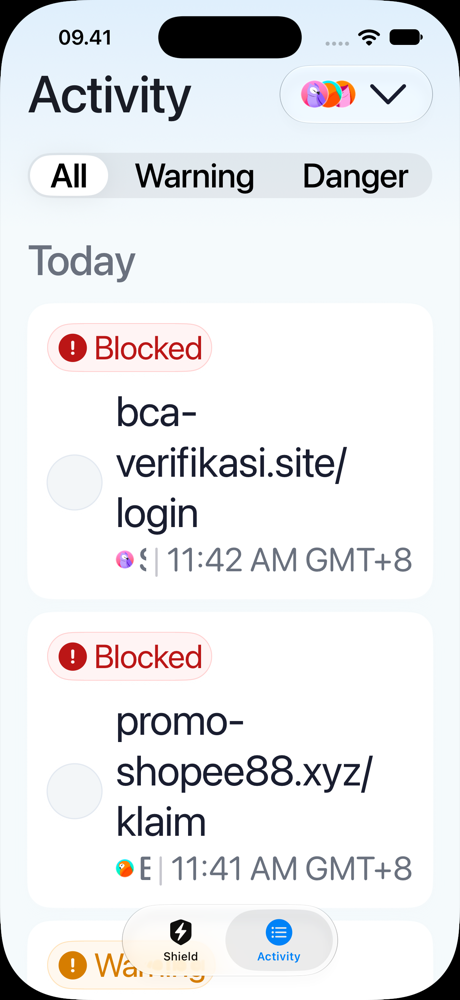 09.41
Activity
All Warning Danger
Today
Blocked
bca-
verifikasi.site/
login
| 11:42 AM GMT+8
Blocked
promo-
shopee88.xyz/
klaim
| 11:41 AM GMT+8
Warning
Shield Activity